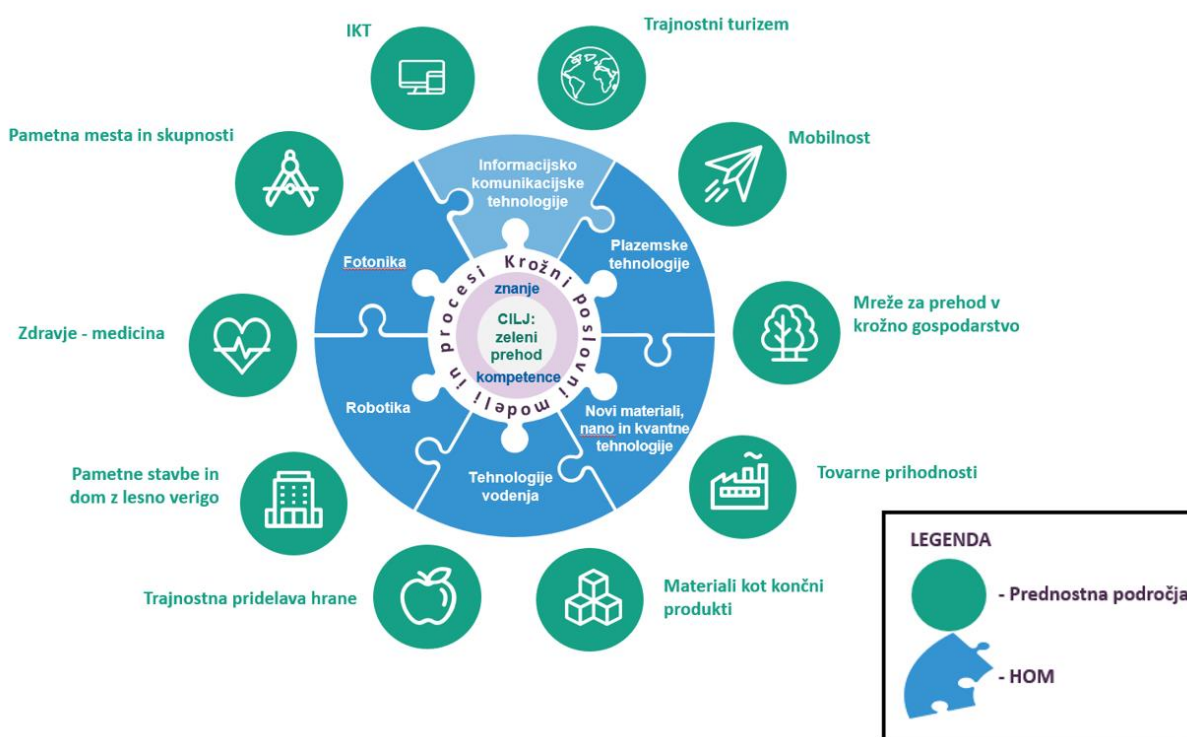 IKT
Trajnostni turizem
Pametna mesta in skupnosti
Mobilnost
Informacijsko
komunikacijske
tehnologije
Fotonika
Plazemske
tehnologije
Krožni poslovni modeli in procesi
znanje
CILJ:
zeleni
prehod
kompetence
Zdravje - medicina
Mreže za prehod v
krožno gospodarstvo
Robotika
Novi materiali,
nano in kvantne
tehnologije
Tehnologije
vodenja
Pametne stavbe in
dom z lesno verigo
Tovarne prihodnosti
Trajnostna pridelava hrane
Materiali kot končni
produkti
LEGENDA
- Prednostna področja
- HOM